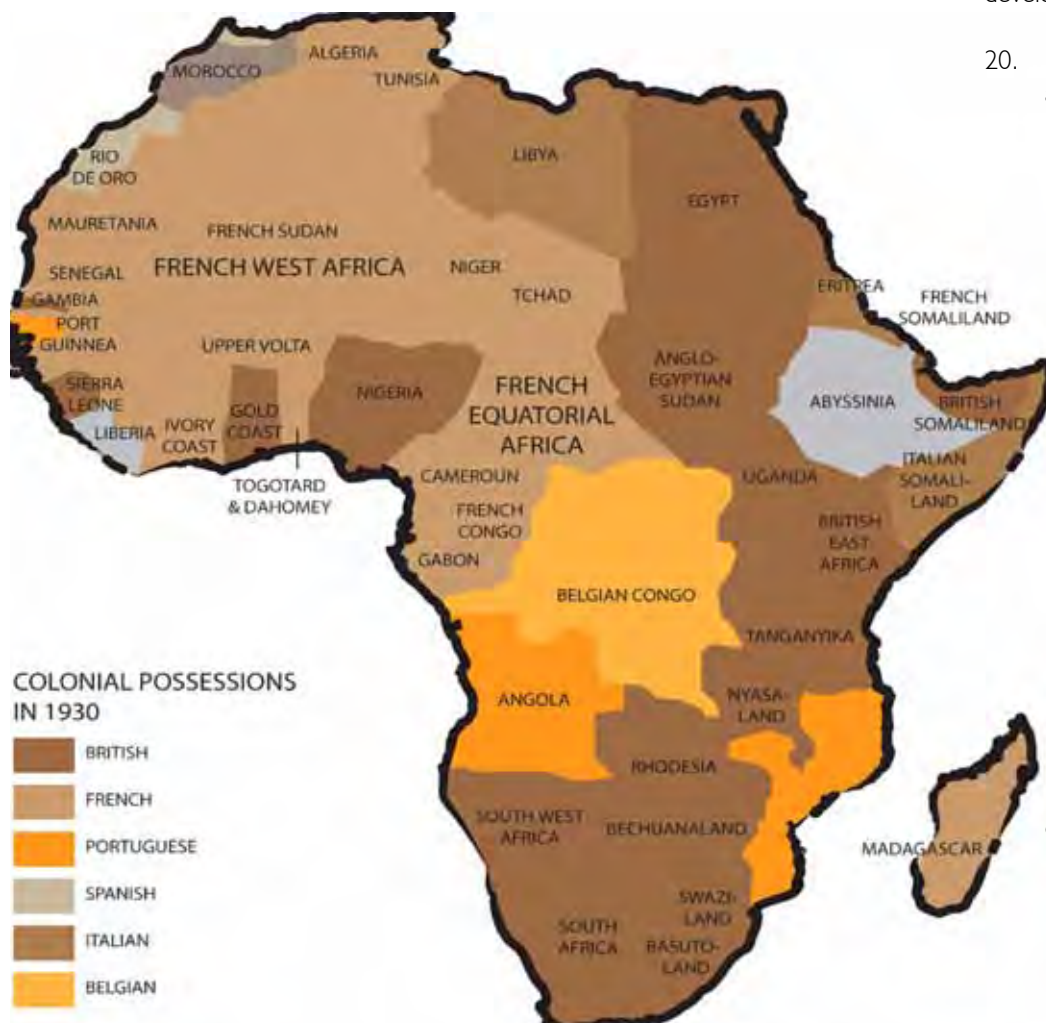 20.
MOROCCO
ALGERIA
TUNISIA
LIBYA
EGYPT
RIO
DE ORO
MAURETANIA
FRENCH SUDAN
FRENCH WEST AFRICA
NIGER
TCHAD
SENEGAL
GAMBIA
PORT
GUINNEA
UPPER VOLTA
NIGERIA
SIERRA
LEONE
LIBERIA
IVORY
COAST
GOLD
COAST
TOGOTARD
& DAHOMEY
FRENCH
EQUATORIAL
AFRICA
ANGLO-
EGYPTIAN
SUDAN
ERITREA
FRENCH
SOMALILAND
ABYSSINIA
BRITISH
SOMALILAND
ITALIAN
SOMALI-
LAND
CAMEROUN
FRENCH
CONGO
GABON
UGANDA
BRITISH
EAST
AFRICA
BELGIAN CONGO
TANGANYIKA
ANGOLA
NYASA-
LAND
RHODESIA
SOUTH WEST
AFRICA
BECHUANALAND
MADAGASCAR
SWAZI-
LAND
SOUTH
AFRICA
BASUTO-
LAND
COLONIAL POSSESSIONS
IN 1930
BRITISH
FRENCH
PORTUGUESE
SPANISH
ITALIAN
BELGIAN